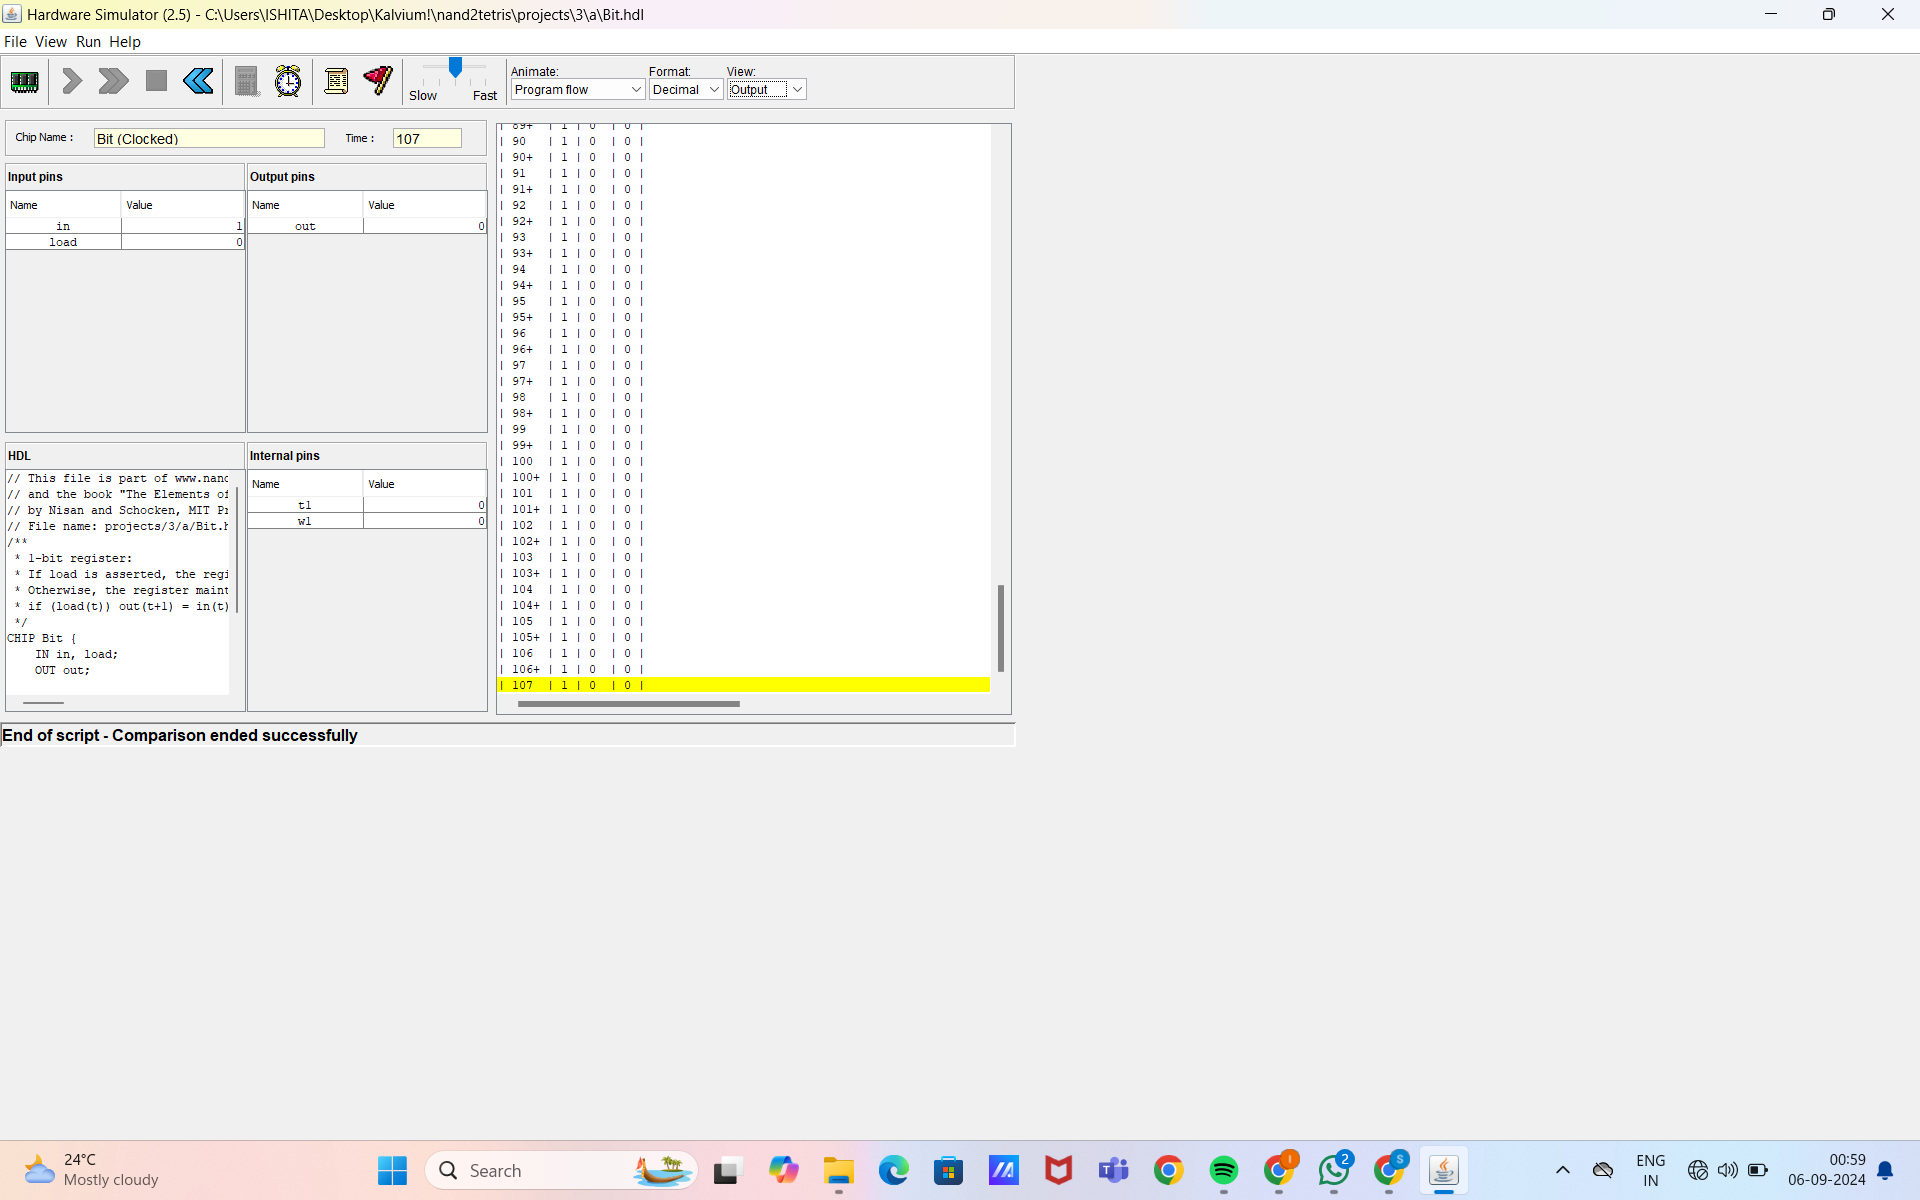 Hardware Simulator (2.5) - C:\Users\ISHITA\Desktop\Kalvium!\nand2tetris\projects\3\a\Bit.hdl
File View Run Help
Slow Fast
Animate: Format: View:
Program flow Decimal Output
Chip Name : Bit (Clocked) Time : 107
Input pins
Name Value
in 1
load 0
Output pins
Name Value
out 0
HDL
// This file is part of www.nand
// and the book "The Elements of
// by Nisan and Schocken, MIT Pr
// File name: projects/3/a/Bit.h
/**
* 1-bit register:
* If load is asserted, the regi
* Otherwise, the register maint
* if (load(t)) out(t+1) = in(t)
*/
CHIP Bit {
IN in, load;
OUT out;
Internal pins
Name Value
t1 0
w1 0
| 89+ | 1 | 0 | 0 |
| 90 | 1 | 0 | 0 |
| 90+ | 1 | 0 | 0 |
| 91 | 1 | 0 | 0 |
| 91+ | 1 | 0 | 0 |
| 92 | 1 | 0 | 0 |
| 92+ | 1 | 0 | 0 |
| 93 | 1 | 0 | 0 |
| 93+ | 1 | 0 | 0 |
| 94 | 1 | 0 | 0 |
| 94+ | 1 | 0 | 0 |
| 95 | 1 | 0 | 0 |
| 95+ | 1 | 0 | 0 |
| 96 | 1 | 0 | 0 |
| 96+ | 1 | 0 | 0 |
| 97 | 1 | 0 | 0 |
| 97+ | 1 | 0 | 0 |
| 98 | 1 | 0 | 0 |
| 98+ | 1 | 0 | 0 |
| 99 | 1 | 0 | 0 |
| 99+ | 1 | 0 | 0 |
| 100 | 1 | 0 | 0 |
| 100+ | 1 | 0 | 0 |
| 101 | 1 | 0 | 0 |
| 101+ | 1 | 0 | 0 |
| 102 | 1 | 0 | 0 |
| 102+ | 1 | 0 | 0 |
| 103 | 1 | 0 | 0 |
| 103+ | 1 | 0 | 0 |
| 104 | 1 | 0 | 0 |
| 104+ | 1 | 0 | 0 |
| 105 | 1 | 0 | 0 |
| 105+ | 1 | 0 | 0 |
| 106 | 1 | 0 | 0 |
| 106+ | 1 | 0 | 0 |
| 107 | 1 | 0 | 0 |
End of script - Comparison ended successfully
24°C
Mostly cloudy
Search
I
2
S
ENG
IN
00:59
06-09-2024